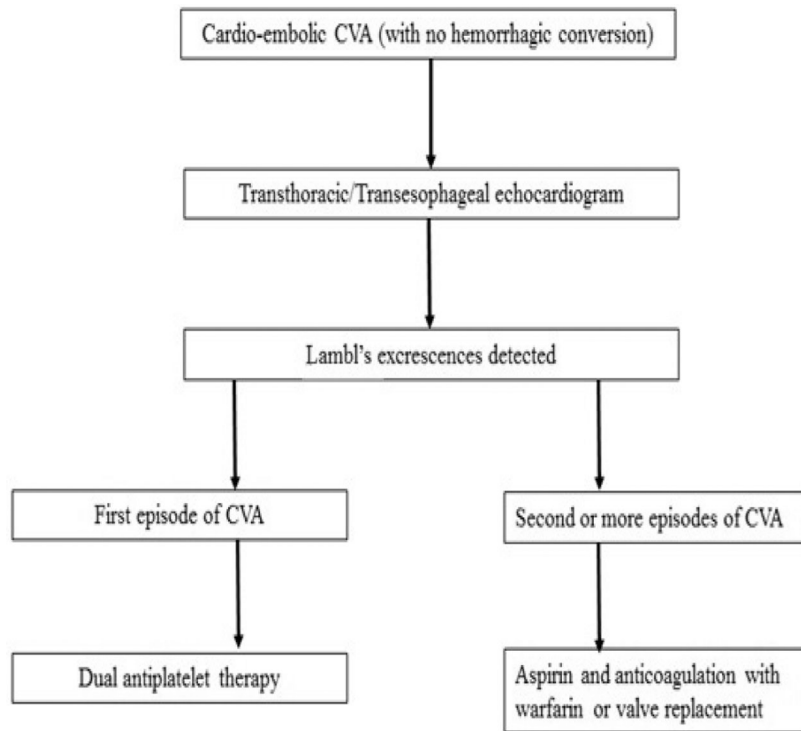 Cardio-embolic CVA (with no hemorrhagic conversion)
Transthoracic/Transesophageal echocardiogram
Lambl's excrescences detected
First episode of CVA
Second or more episodes of CVA
Dual antiplatelet therapy
Aspirin and anticoagulation with
warfarin or valve replacement